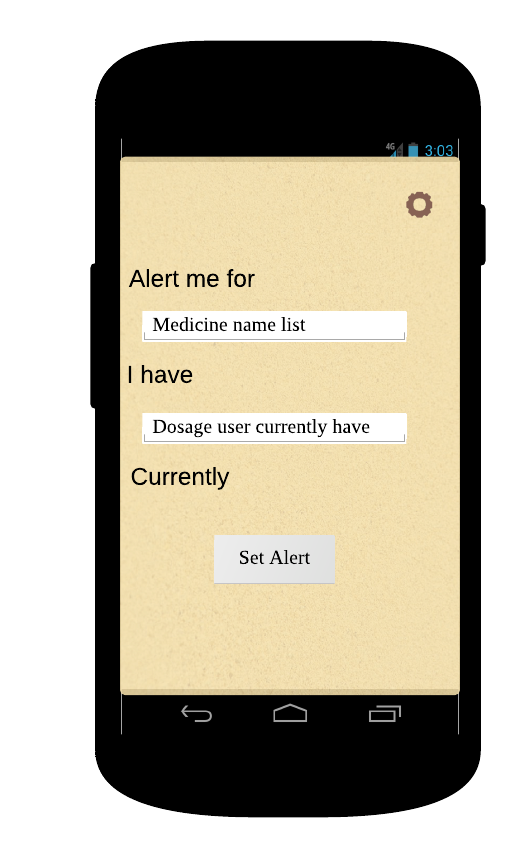 4G 3:03
Alert me for
Medicine name list
I have
Dosage user currently have
Currently
Set Alert